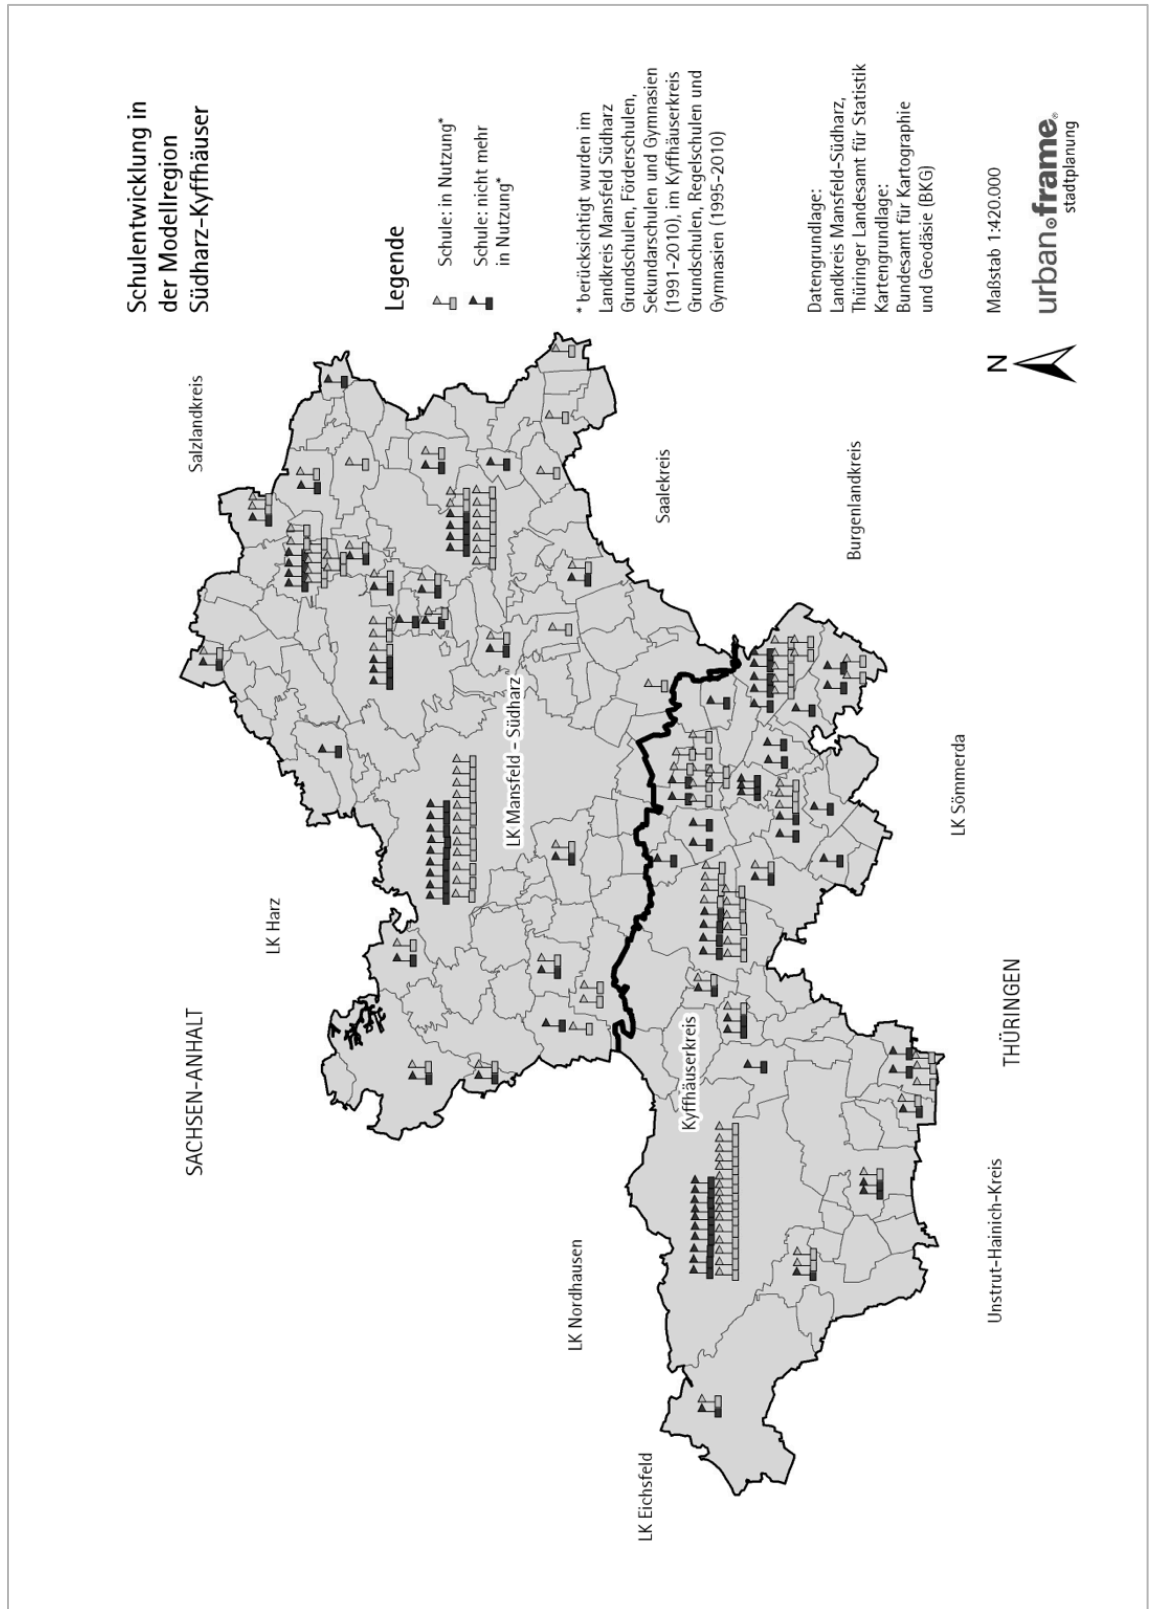 Schulentwicklung in
der Modellregion
Südharz-Kyffhäuser
Legende
Schule: in Nutzung*
Schule: nicht mehr
in Nutzung*
* berücksichtigt wurden im
Landkreis Mansfeld Südharz
Grundschulen, Förderschulen,
Sekundarschulen und Gymnasien
(1991-2010), im Kyffhäuserkreis
Grundschulen, Regelschulen und
Gymnasien (1995-2010)
Datengrundlage:
Landkreis Mansfeld-Südharz,
Thüringer Landesamt für Statistik
Kartengrundlage:
Bundesamt für Kartographie
und Geodäsie (BKG)
Maßstab 1:420.000
urban.frame®
stadtplanung
N
SACHSEN-ANHALT
LK Harz
Salzlandkreis
LK Mansfeld - Südharz
Saalekreis
LK Nordhausen
Burgenlandkreis
LK Eichsfeld
Kyffhäuserkreis
LK Sömmerda
Unstrut-Hainich-Kreis
THÜRINGEN